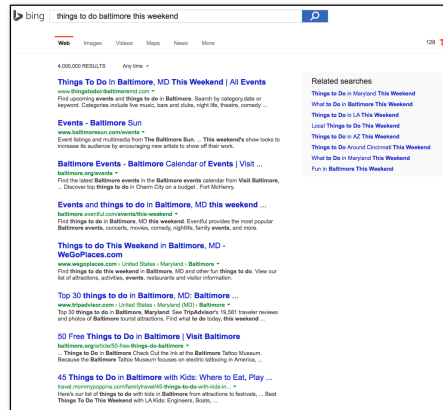 bing
things to do baltimore this weekend
Web Images Videos Maps News More
128
4,000,000 RESULTS Any time
Things To Do In Baltimore, MD This Weekend | All Events
www.thingstodoinbaltimoremd.com
Find upcoming events and things to do in Baltimore. Search by category,date or
keyword. Categories include live music, bars and clubs, night life, theatre, comedy ...
Events - Baltimore Sun
www.baltimoresun.com/events
Event listings and multimedia from The Baltimore Sun. ... This weekend's show looks to
increase its audience by encouraging new artists to show off their work.
Baltimore Events - Baltimore Calendar of Events | Visit ...
baltimore.org/events
Find the latest Baltimore events in the Baltimore events calendar from Visit Baltimore,
... Discover top things to do in Charm City on a budget . Fort McHenry.
Events and things to do in Baltimore, MD this weekend ...
baltimore.eventful.com/events/this-weekend
Find things to do in Baltimore, MD this weekend. Eventful provides the most popular
Baltimore events, concerts, movies, comedy, nightlife, family events, and more.
Things to do This Weekend in Baltimore, MD -
WeGoPlaces.com
www.wegoplaces.com › United States › Maryland › Baltimore
Find things to do this weekend in Baltimore, MD and other fun things to do. View our
list of attractions, activities, events, restaurants and visitor information.
Top 30 things to do in Baltimore, MD: Baltimore ...
www.tripadvisor.com › United States › Maryland (MD) › Baltimore
Top 30 things to do in Baltimore, Maryland: See TripAdvisor's 19,581 traveler reviews
and photos of Baltimore tourist attractions. Find what to do today, this weekend ...
50 Free Things to Do in Baltimore | Visit Baltimore
baltimore.org/article/50-free-things-do-baltimore
... Things to Do in Baltimore Check Out the Ink at the Baltimore Tattoo Museum.
Because the Baltimore Tattoo Museum focuses on electric tattooing in America, ...
45 Things to Do in Baltimore with Kids: Where to Eat, Play ...
travel.mommypoppins.com/familytravel/45-things-to-do-with-kids-in...
Here's our list of things to do with kids in Baltimore from attractions to festivals, ... Best
Things To Do This Weekend with LA Kids: Engineers, Boats, ...
Related searches
Things to Do in Maryland This Weekend
What to Do in Baltimore This Weekend
Things to Do in LA This Weekend
Local Things To Do This Weekend
Things to Do in AZ This Weekend
Things to Do Around Cincinnati This Weekend
What to Do in Maryland This Weekend
Fun in Baltimore This Weekend